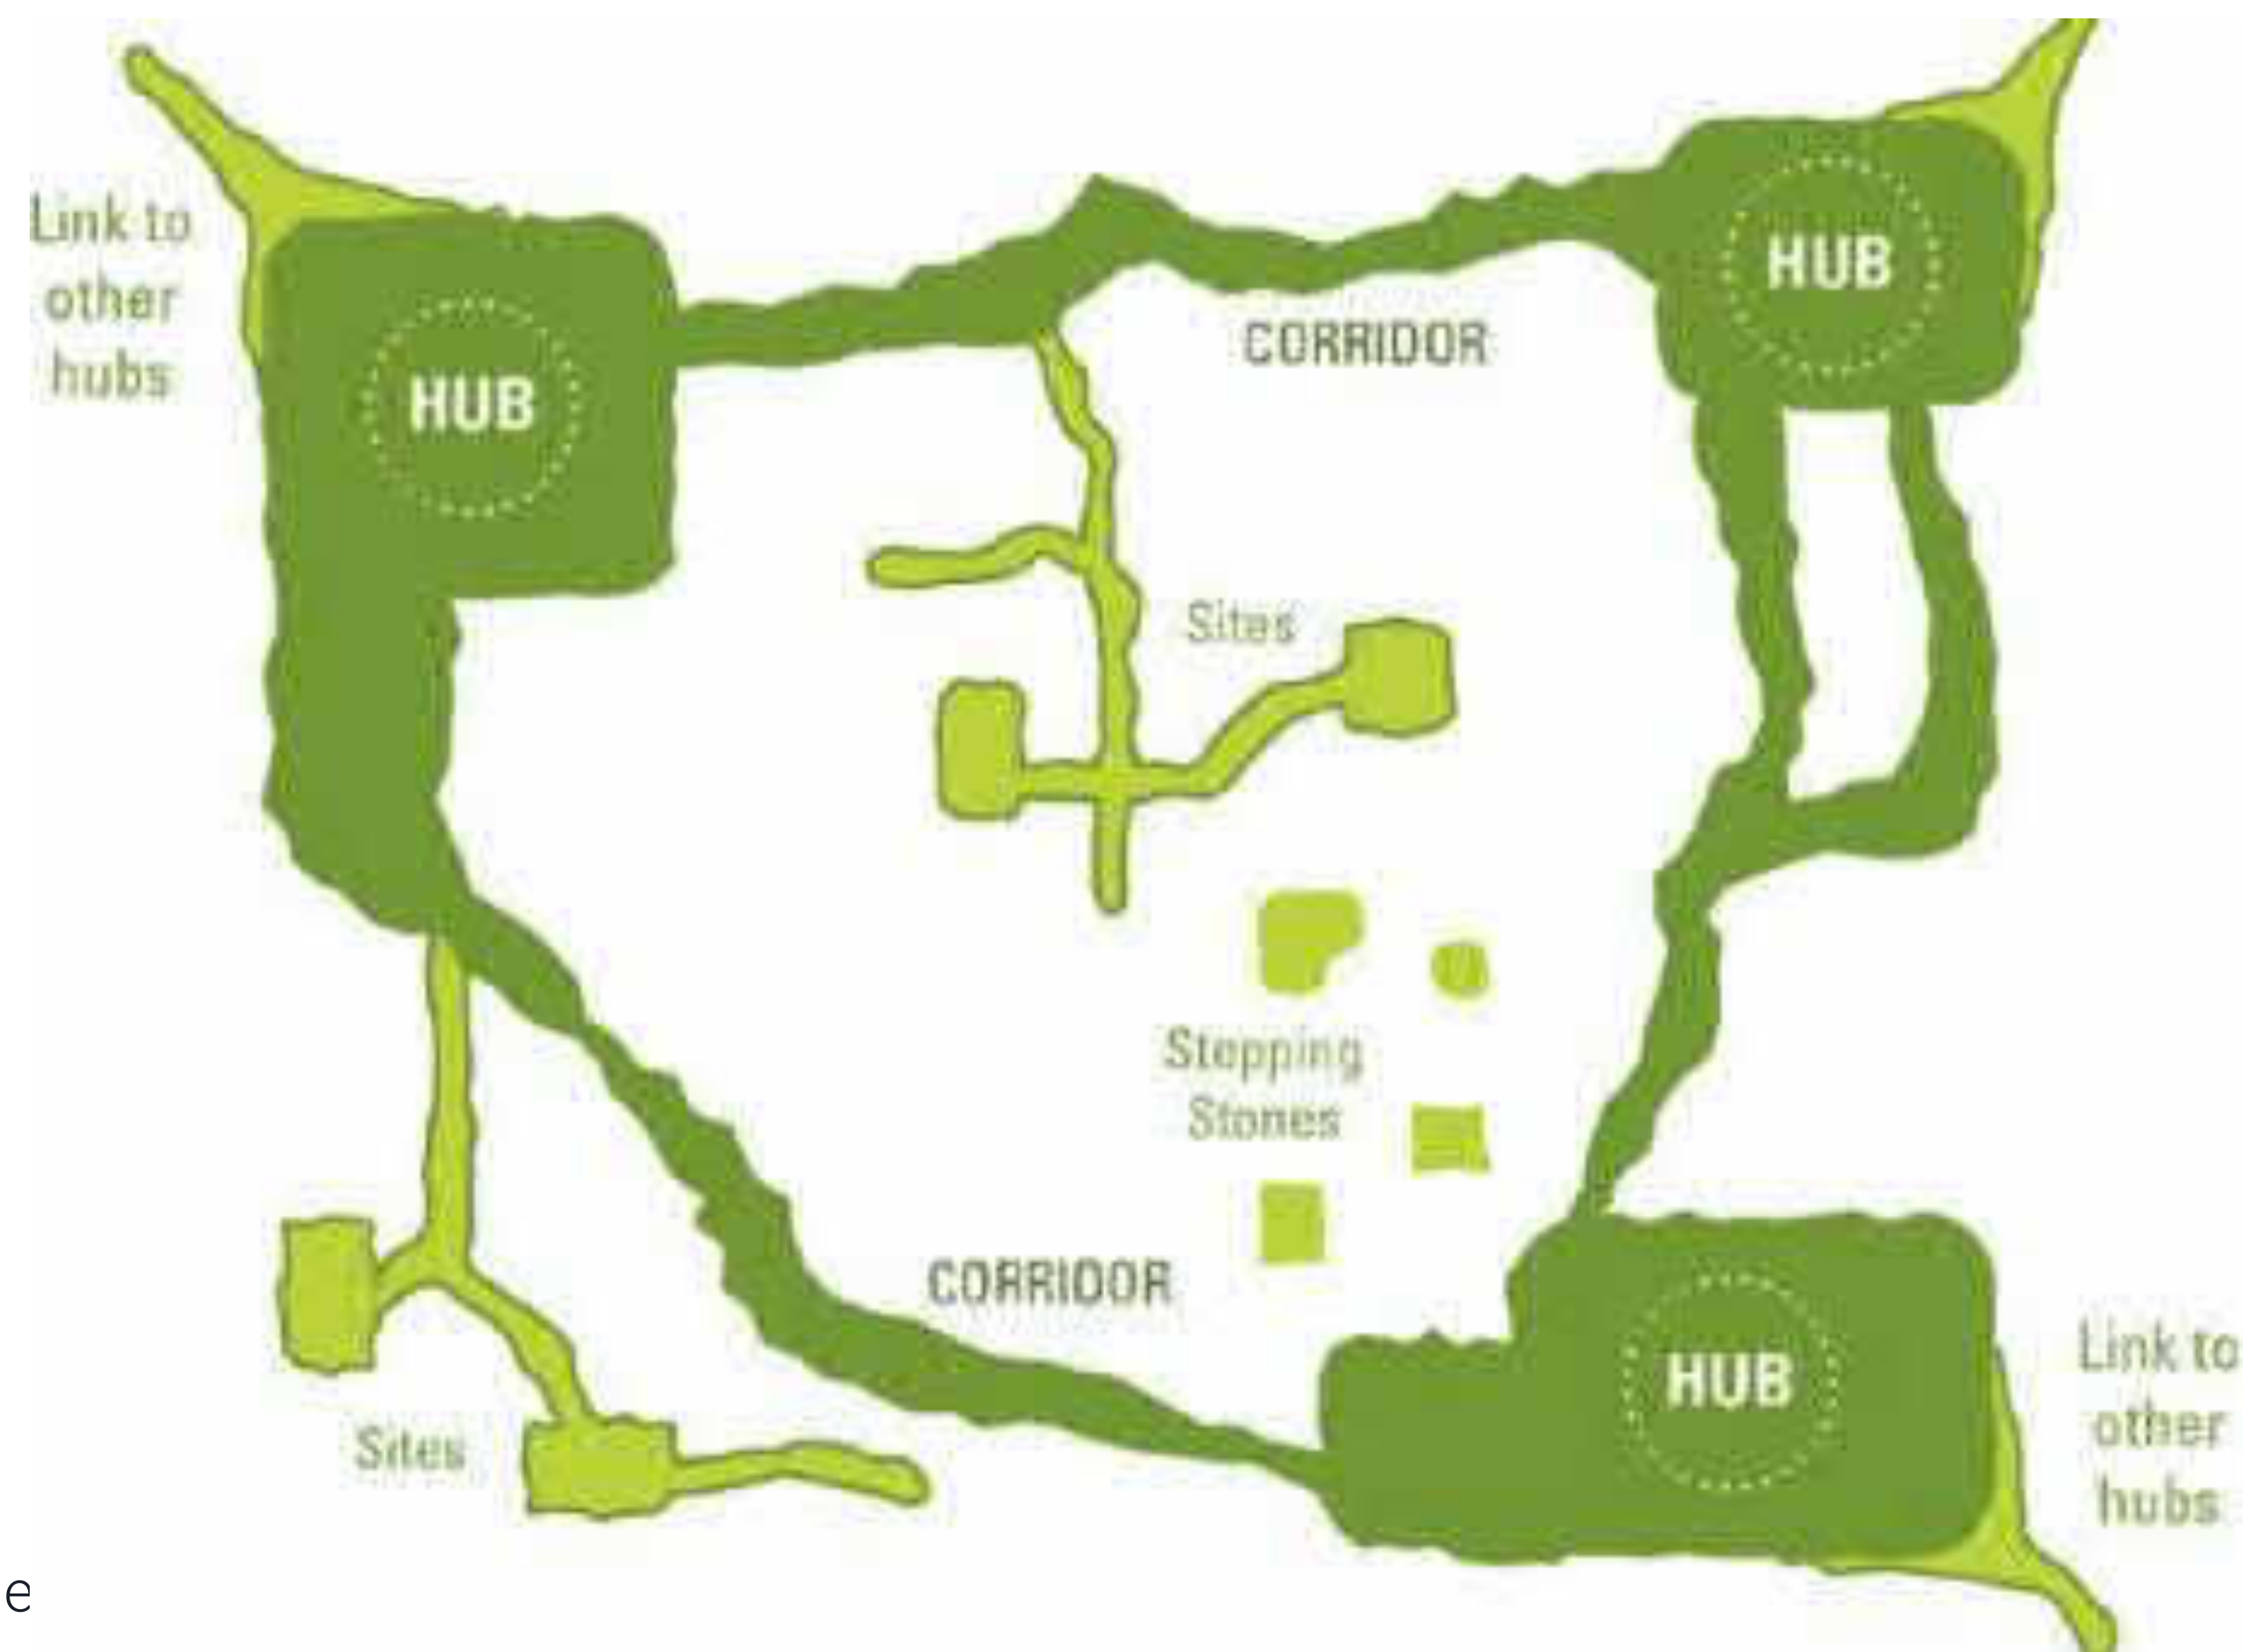 HUB
Link to
other
hubs
HUB
CORRIDOR
Sites
Stepping
Stones
CORRIDOR
HUB
Link to
other
hubs
Sites
e